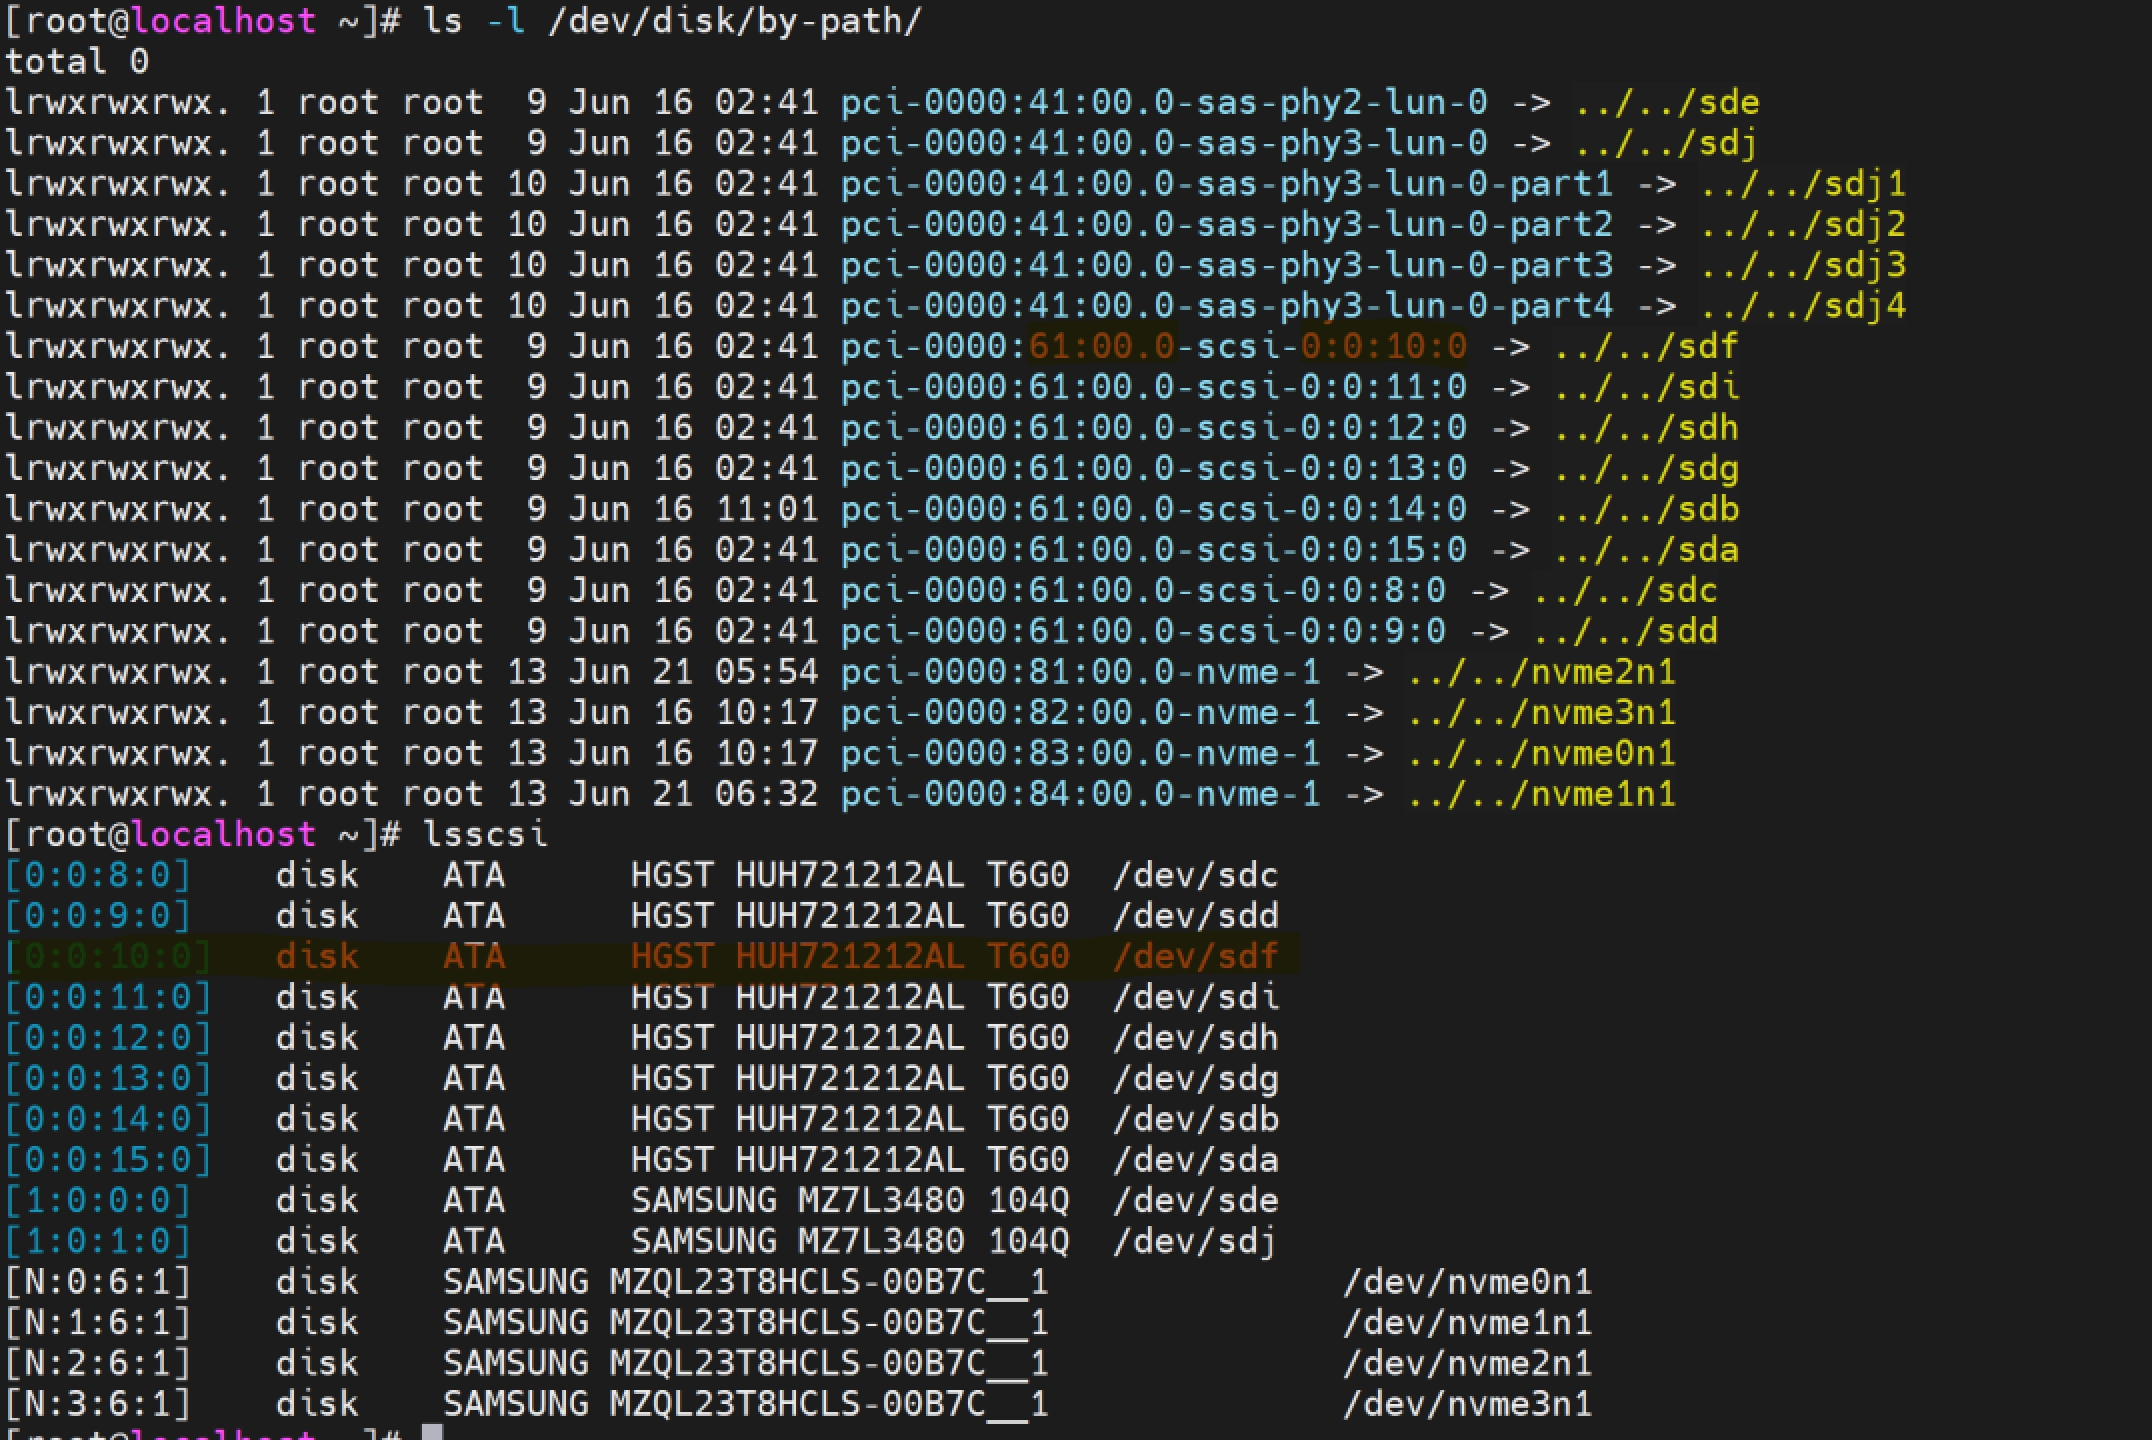 [root@localhost ~]# ls -l /dev/disk/by-path/
total 0
lrwxrwxrwx. 1 root root  9 Jun 16 02:41 pci-0000:41:00.0-sas-phy2-lun-0 -> ../../sde
lrwxrwxrwx. 1 root root  9 Jun 16 02:41 pci-0000:41:00.0-sas-phy3-lun-0 -> ../../sdj
lrwxrwxrwx. 1 root root 10 Jun 16 02:41 pci-0000:41:00.0-sas-phy3-lun-0-part1 -> ../../sdj1
lrwxrwxrwx. 1 root root 10 Jun 16 02:41 pci-0000:41:00.0-sas-phy3-lun-0-part2 -> ../../sdj2
lrwxrwxrwx. 1 root root 10 Jun 16 02:41 pci-0000:41:00.0-sas-phy3-lun-0-part3 -> ../../sdj3
lrwxrwxrwx. 1 root root 10 Jun 16 02:41 pci-0000:41:00.0-sas-phy3-lun-0-part4 -> ../../sdj4
lrwxrwxrwx. 1 root root  9 Jun 16 02:41 pci-0000:61:00.0-scsi-0:0:10:0 -> ../../sdf
lrwxrwxrwx. 1 root root  9 Jun 16 02:41 pci-0000:61:00.0-scsi-0:0:11:0 -> ../../sdi
lrwxrwxrwx. 1 root root  9 Jun 16 02:41 pci-0000:61:00.0-scsi-0:0:12:0 -> ../../sdh
lrwxrwxrwx. 1 root root  9 Jun 16 02:41 pci-0000:61:00.0-scsi-0:0:13:0 -> ../../sdg
lrwxrwxrwx. 1 root root  9 Jun 16 11:01 pci-0000:61:00.0-scsi-0:0:14:0 -> ../../sdb
lrwxrwxrwx. 1 root root  9 Jun 16 02:41 pci-0000:61:00.0-scsi-0:0:15:0 -> ../../sda
lrwxrwxrwx. 1 root root  9 Jun 16 02:41 pci-0000:61:00.0-scsi-0:0:8:0 -> ../../sdc
lrwxrwxrwx. 1 root root  9 Jun 16 02:41 pci-0000:61:00.0-scsi-0:0:9:0 -> ../../sdd
lrwxrwxrwx. 1 root root 13 Jun 21 05:54 pci-0000:81:00.0-nvme-1 -> ../../nvme2n1
lrwxrwxrwx. 1 root root 13 Jun 16 10:17 pci-0000:82:00.0-nvme-1 -> ../../nvme3n1
lrwxrwxrwx. 1 root root 13 Jun 16 10:17 pci-0000:83:00.0-nvme-1 -> ../../nvme0n1
lrwxrwxrwx. 1 root root 13 Jun 21 06:32 pci-0000:84:00.0-nvme-1 -> ../../nvme1n1
[root@localhost ~]# lsscsi
[0:0:8:0]    disk    ATA      HGST HUH721212AL T6G0  /dev/sdc
[0:0:9:0]    disk    ATA      HGST HUH721212AL T6G0  /dev/sdd
[0:0:10:0]   disk    ATA      HGST HUH721212AL T6G0  /dev/sdf
[0:0:11:0]   disk    ATA      HGST HUH721212AL T6G0  /dev/sdi
[0:0:12:0]   disk    ATA      HGST HUH721212AL T6G0  /dev/sdh
[0:0:13:0]   disk    ATA      HGST HUH721212AL T6G0  /dev/sdg
[0:0:14:0]   disk    ATA      HGST HUH721212AL T6G0  /dev/sdb
[0:0:15:0]   disk    ATA      HGST HUH721212AL T6G0  /dev/sda
[1:0:0:0]    disk    ATA      SAMSUNG MZ7L3480 104Q  /dev/sde
[1:0:1:0]    disk    ATA      SAMSUNG MZ7L3480 104Q  /dev/sdj
[N:0:6:1]    disk    SAMSUNG MZQL23T8HCLS-00B7C__1              /dev/nvme0n1
[N:1:6:1]    disk    SAMSUNG MZQL23T8HCLS-00B7C__1              /dev/nvme1n1
[N:2:6:1]    disk    SAMSUNG MZQL23T8HCLS-00B7C__1              /dev/nvme2n1
[N:3:6:1]    disk    SAMSUNG MZQL23T8HCLS-00B7C__1              /dev/nvme3n1
[root@localhost ~]#